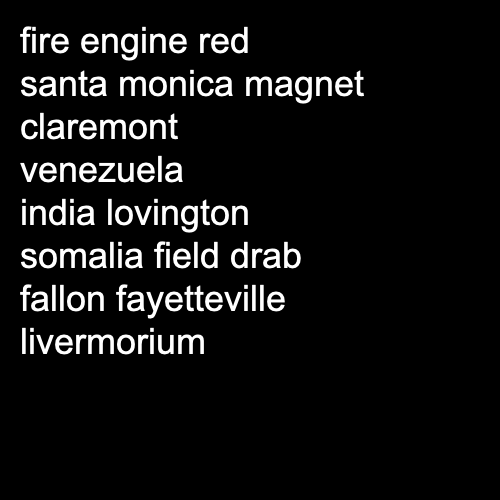 fire engine red
santa monica magnet
claremont
venezuela
india lovington
somalia field drab
fallon fayetteville
livermorium